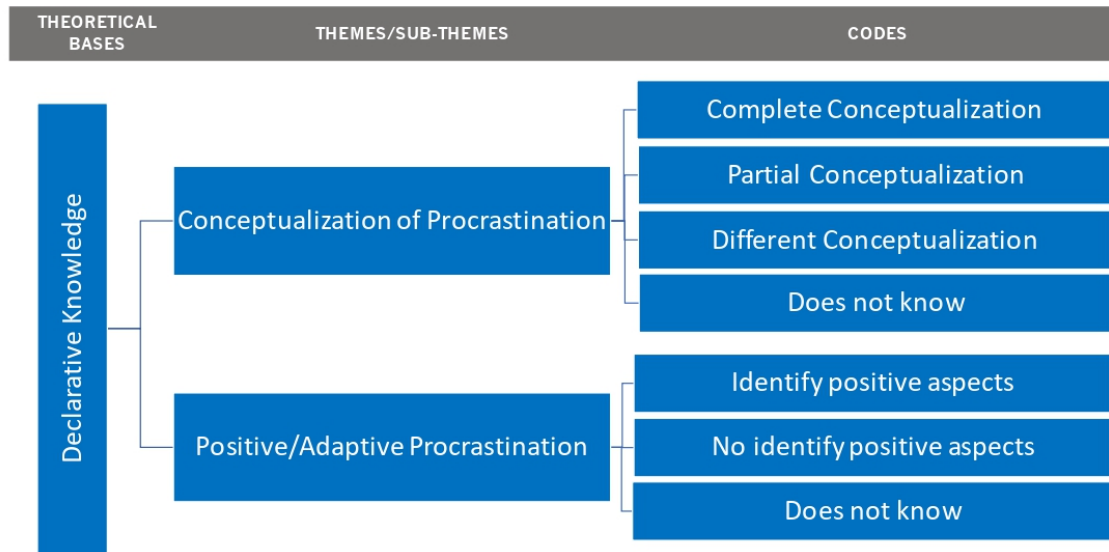 THEORETICAL
BASES
THEMES/SUB-THEMES
CODES
Declarative Knowledge
Conceptualization of Procrastination
Complete Conceptualization
Partial Conceptualization
Different Conceptualization
Does not know
Positive/Adaptive Procrastination
Identify positive aspects
No identify positive aspects
Does not know